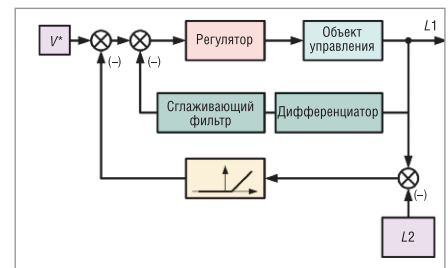 V*
(–)
(–)
Регулятор
Объект
управления
L1
Сглаживающий
фильтр
Дифференциатор
(–)
L2